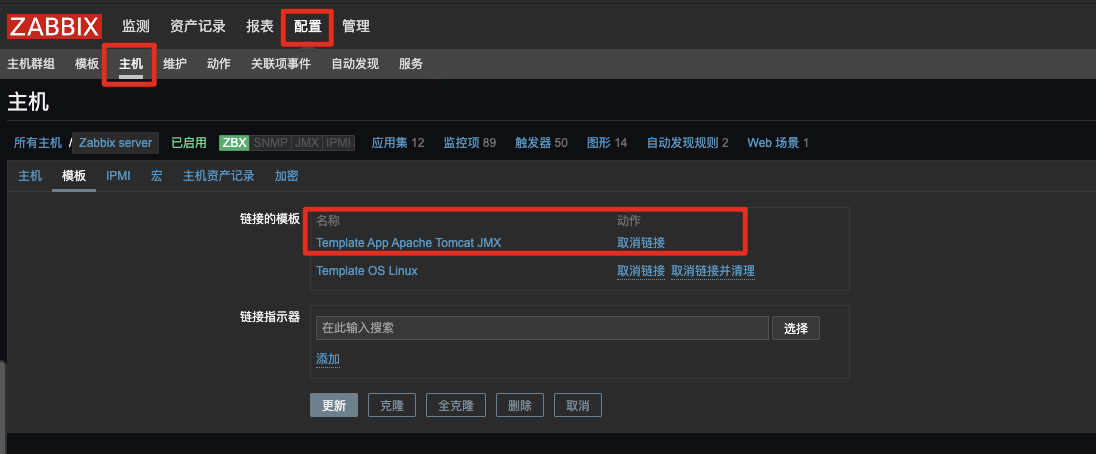 ZABBIX 监测 资产记录 报表 配置 管理
主机群组 模板 主机 维护 动作 关联项事件 自动发现 服务
主机
所有主机 / Zabbix server 已启用 ZBX SNMP JMX IPMI 应用集 12 监控项 89 触发器 50 图形 14 自动发现规则 2 Web 场景 1
主机 模板 IPMI 宏 主机资产记录 加密
链接的模板 名称 动作
Template App Apache Tomcat JMX 取消链接
Template OS Linux 取消链接 取消链接并清理
链接指示器 在此输入搜索 选择
添加
更新 克隆 全克隆 删除 取消